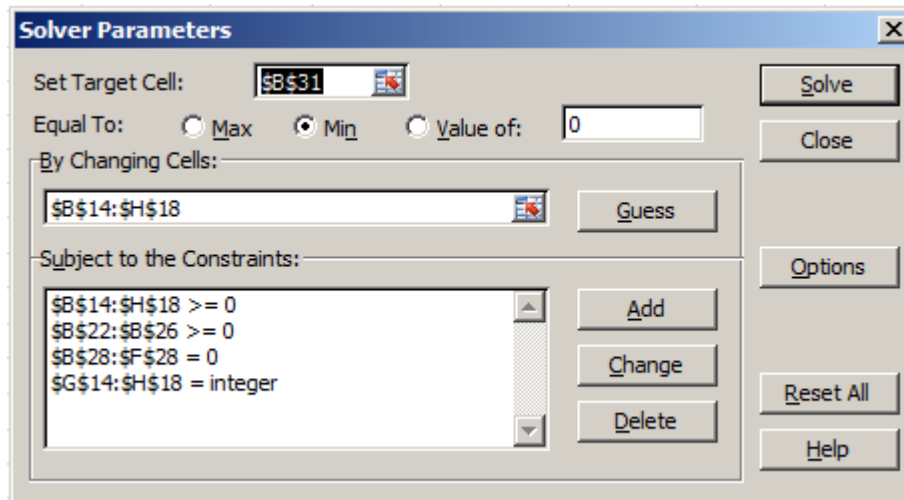 Solver Parameters
Set Target Cell: $B$31 Solve
Equal To: Max Min Value of: 0 Close
By Changing Cells:
$B$14:$H$18 Guess
Subject to the Constraints: Options
$B$14:$H$18 >= 0 Add
$B$22:$B$26 >= 0
$B$28:$F$28 = 0 Change
$G$14:$H$18 = integer
Reset All
Delete
Help